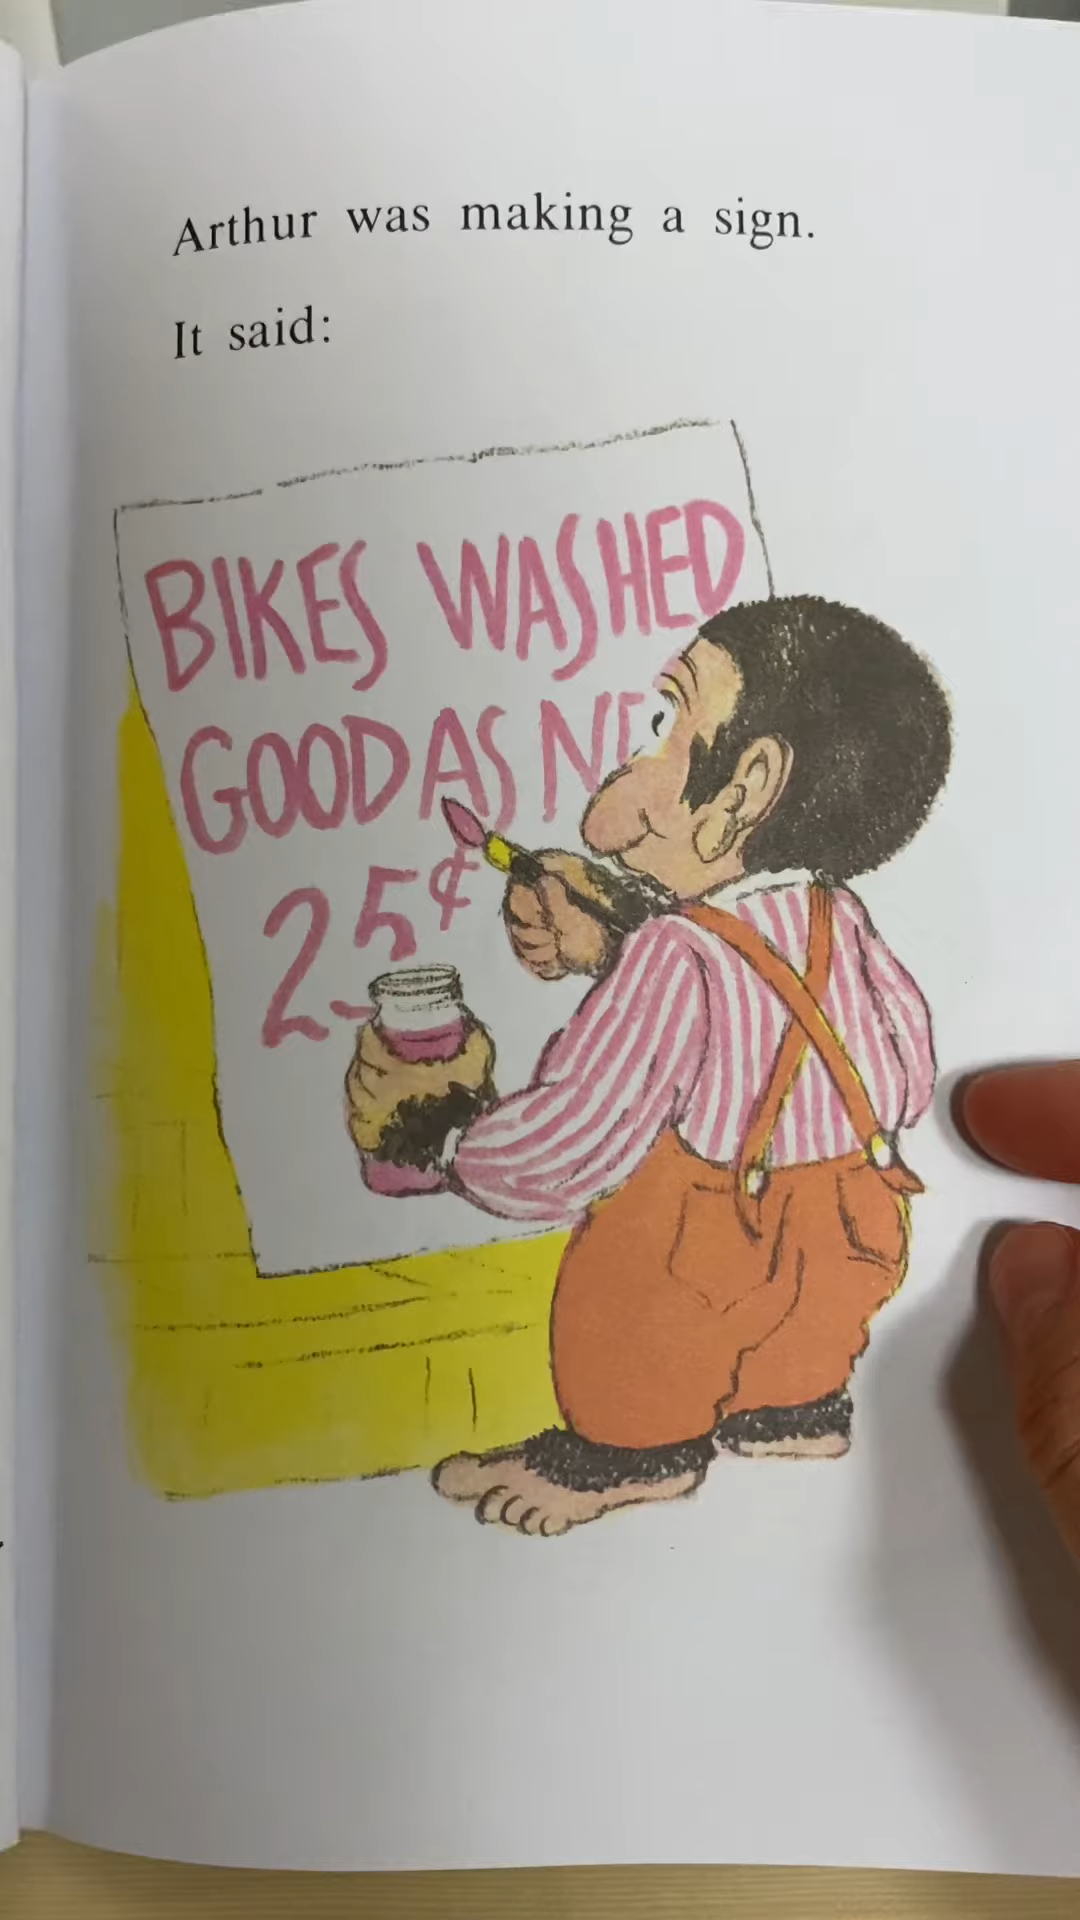 Arthur was making a sign.
It said:
BIKES WASHED
GOOD AS
25¢